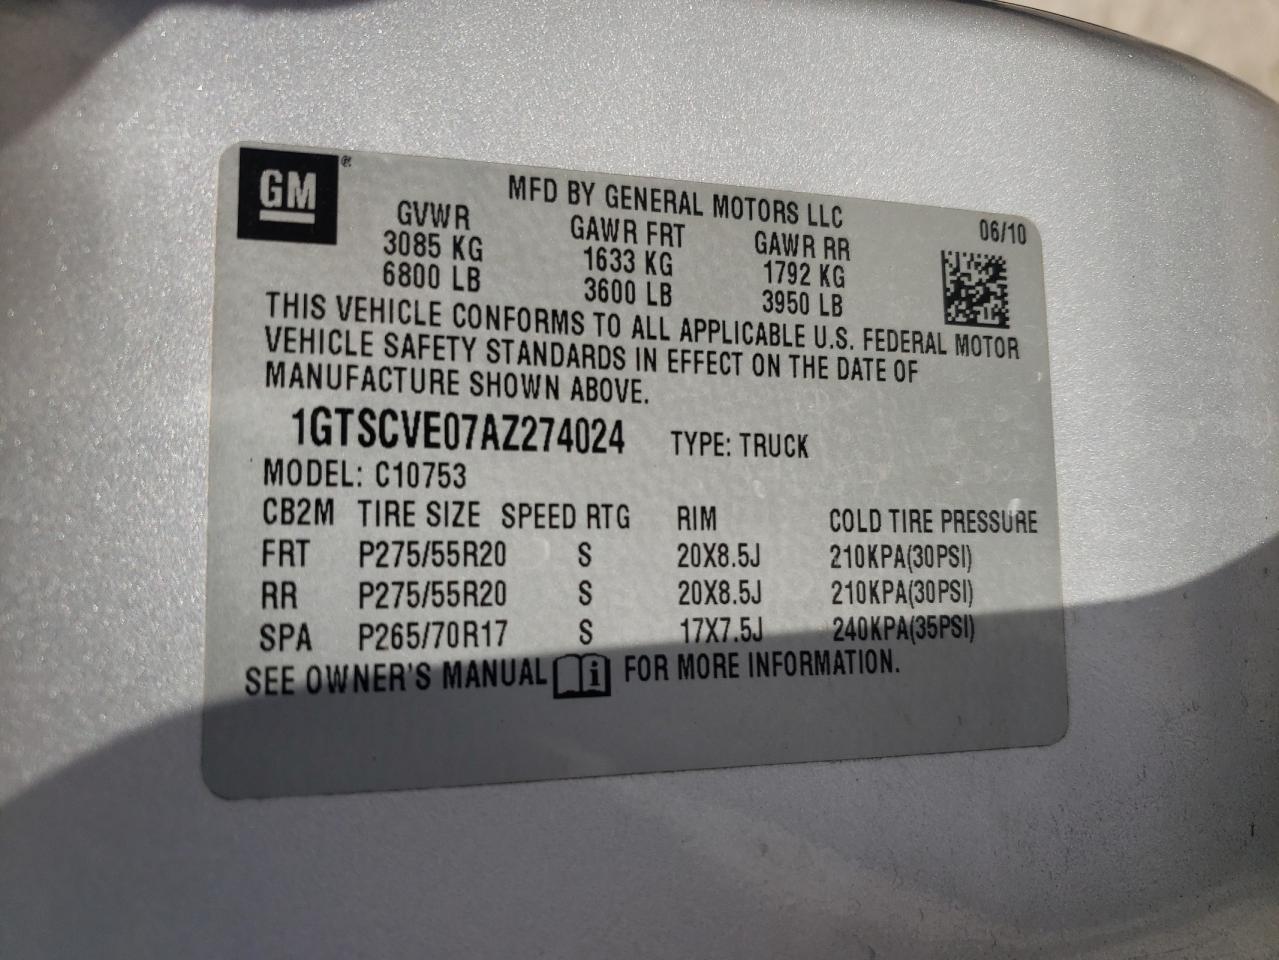 GM ®
MFD BY GENERAL MOTORS LLC 06/10
GVWR GAWR FRT GAWR RR
3085 KG 1633 KG 1792 KG
6800 LB 3600 LB 3950 LB
THIS VEHICLE CONFORMS TO ALL APPLICABLE U.S. FEDERAL MOTOR
VEHICLE SAFETY STANDARDS IN EFFECT ON THE DATE OF
MANUFACTURE SHOWN ABOVE.
1GTSCVE07AZ274024 TYPE: TRUCK
MODEL: C10753
CB2M TIRE SIZE SPEED RTG RIM COLD TIRE PRESSURE
FRT P275/55R20 S 20X8.5J 210KPA(30PSI)
RR P275/55R20 S 20X8.5J 210KPA(30PSI)
SPA P265/70R17 S 17X7.5J 240KPA(35PSI)
SEE OWNER'S MANUAL i FOR MORE INFORMATION.